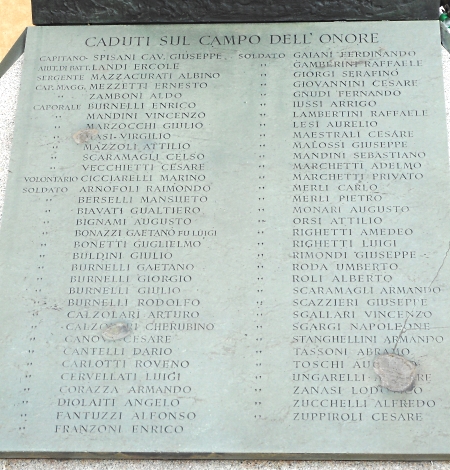 CADUTI SUL CAMPO DELL'ONORE
CAPITANO SPISANI CAV. GIUSEPPE
AIUT.DI BATT. LANDI ERCOLE
SERGENTE MAZZACURATI ALBINO
CAP. MAGG. MEZZETTI ERNESTO
" ZAMBONI ALDO
CAPORALE BURNELLI ENRICO
" MANDINI VINCENZO
" MARZOCCHI GIULIO
" MASI VIRGILIO
" MAZZOLI ATTILIO
" SCARAMAGLI CELSO
" VECCHIETTI CESARE
VOLONTARIO CICCIARELLI MARINO
SOLDATO ARNOFOLI RAIMONDO
" BERSELLI MANSUETO
" BIAVATI GUALTIERO
" BIGNAMI AUGUSTO
" BONAZZI GAETANO FU LUIGI
" BONETTI GUGLIELMO
" BULDINI GIULIO
" BURNELLI GAETANO
" BURNELLI GIORGIO
" BURNELLI GIULIO
" BURNELLI RODOLFO
" CALZOLARI ARTURO
" CALZOLARI CHERUBINO
" CANOVA CESARE
" CANTELLI DARIO
" CARLOTTI ROVENO
" CERVELLATI LUIGI
" CORAZZA ARMANDO
" DIOLAITI ANGELO
" FANTUZZI ALFONSO
" FRANZONI ENRICO
SOLDATO GAIANI FERDINANDO
" GAMBERINI RAFFAELE
" GIORGI SERAFINO
" GIOVANNINI CESARE
" GNUDI FERNANDO
" IUSSI ARRIGO
" LAMBERTINI RAFFAELE
" LESI AURELIO
" MAESTRALI CESARE
" MALOSSI GIUSEPPE
" MANDINI SEBASTIANO
" MARCHETTI ADELMO
" MARCHETTI PRIVATO
" MERLI CARLO
" MERLI PIETRO
" MONARI AUGUSTO
" ORSI ATTILIO
" RIGHETTI AMEDEO
" RIGHETTI LUIGI
" RIMONDI GIUSEPPE
" RODA UMBERTO
" ROLI ALBERTO
" SCARAMAGLI ARMANDO
" SCAZZIERI GIUSEPPE
" SGALLARI VINCENZO
" SGARGI NAPOLEONE
" STANGHELLINI ARMANDO
" TASSONI ABRAMO
" TOSCHI
" UNGARELLI
" ZANASI LODOVICO
" ZUCCHELLI ALFREDO
" ZUPPIROLI CESARE